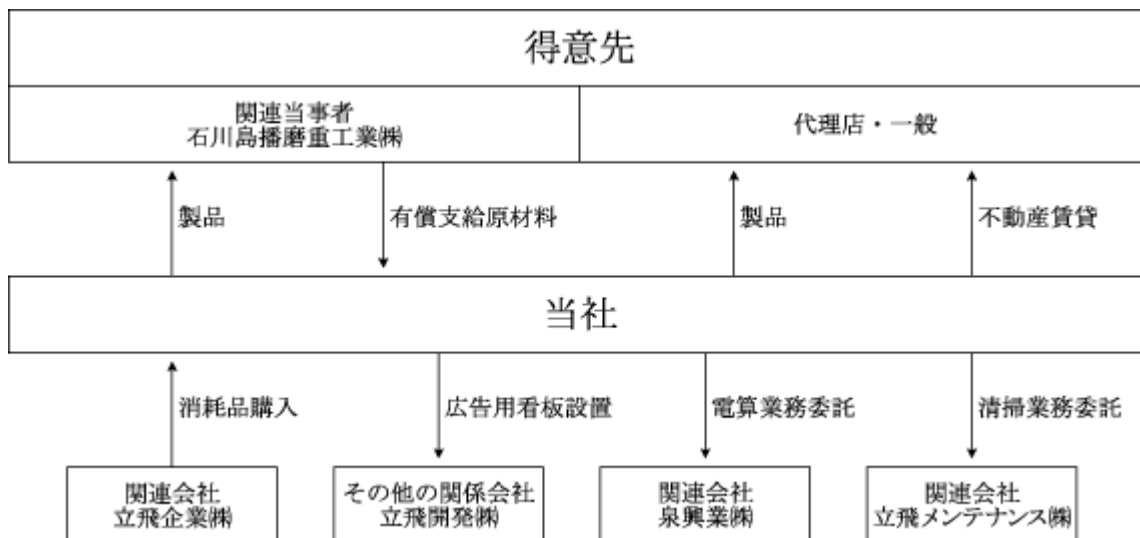 得意先
関連当事者
石川島播磨重工業㈱
代理店・一般
製品
有償支給原材料
製品
不動産賃貸
当社
消耗品購入
広告用看板設置
電算業務委託
清掃業務委託
関連会社
立飛企業㈱
その他の関係会社
立飛開発㈱
関連会社
泉興業㈱
関連会社
立飛メンテナンス㈱